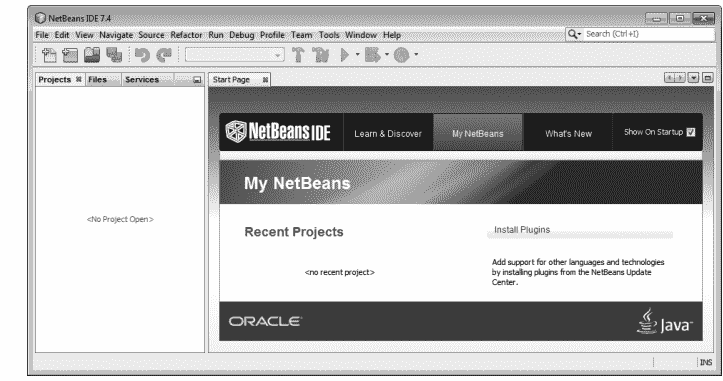 NetBeans IDE 7.4
File Edit View Navigate Source Refactor Run Debug Profile Team Tools Window Help
Search (Ctrl+I)
Projects Files Services
Start Page
NetBeans IDE Learn & Discover My NetBeans What's New Show On Startup
My NetBeans
<No Project Open>
Recent Projects
Install Plugins
<no recent project>
Add support for other languages and technologies
by installing plugins from the NetBeans Update
Center.
ORACLE
Java
INS